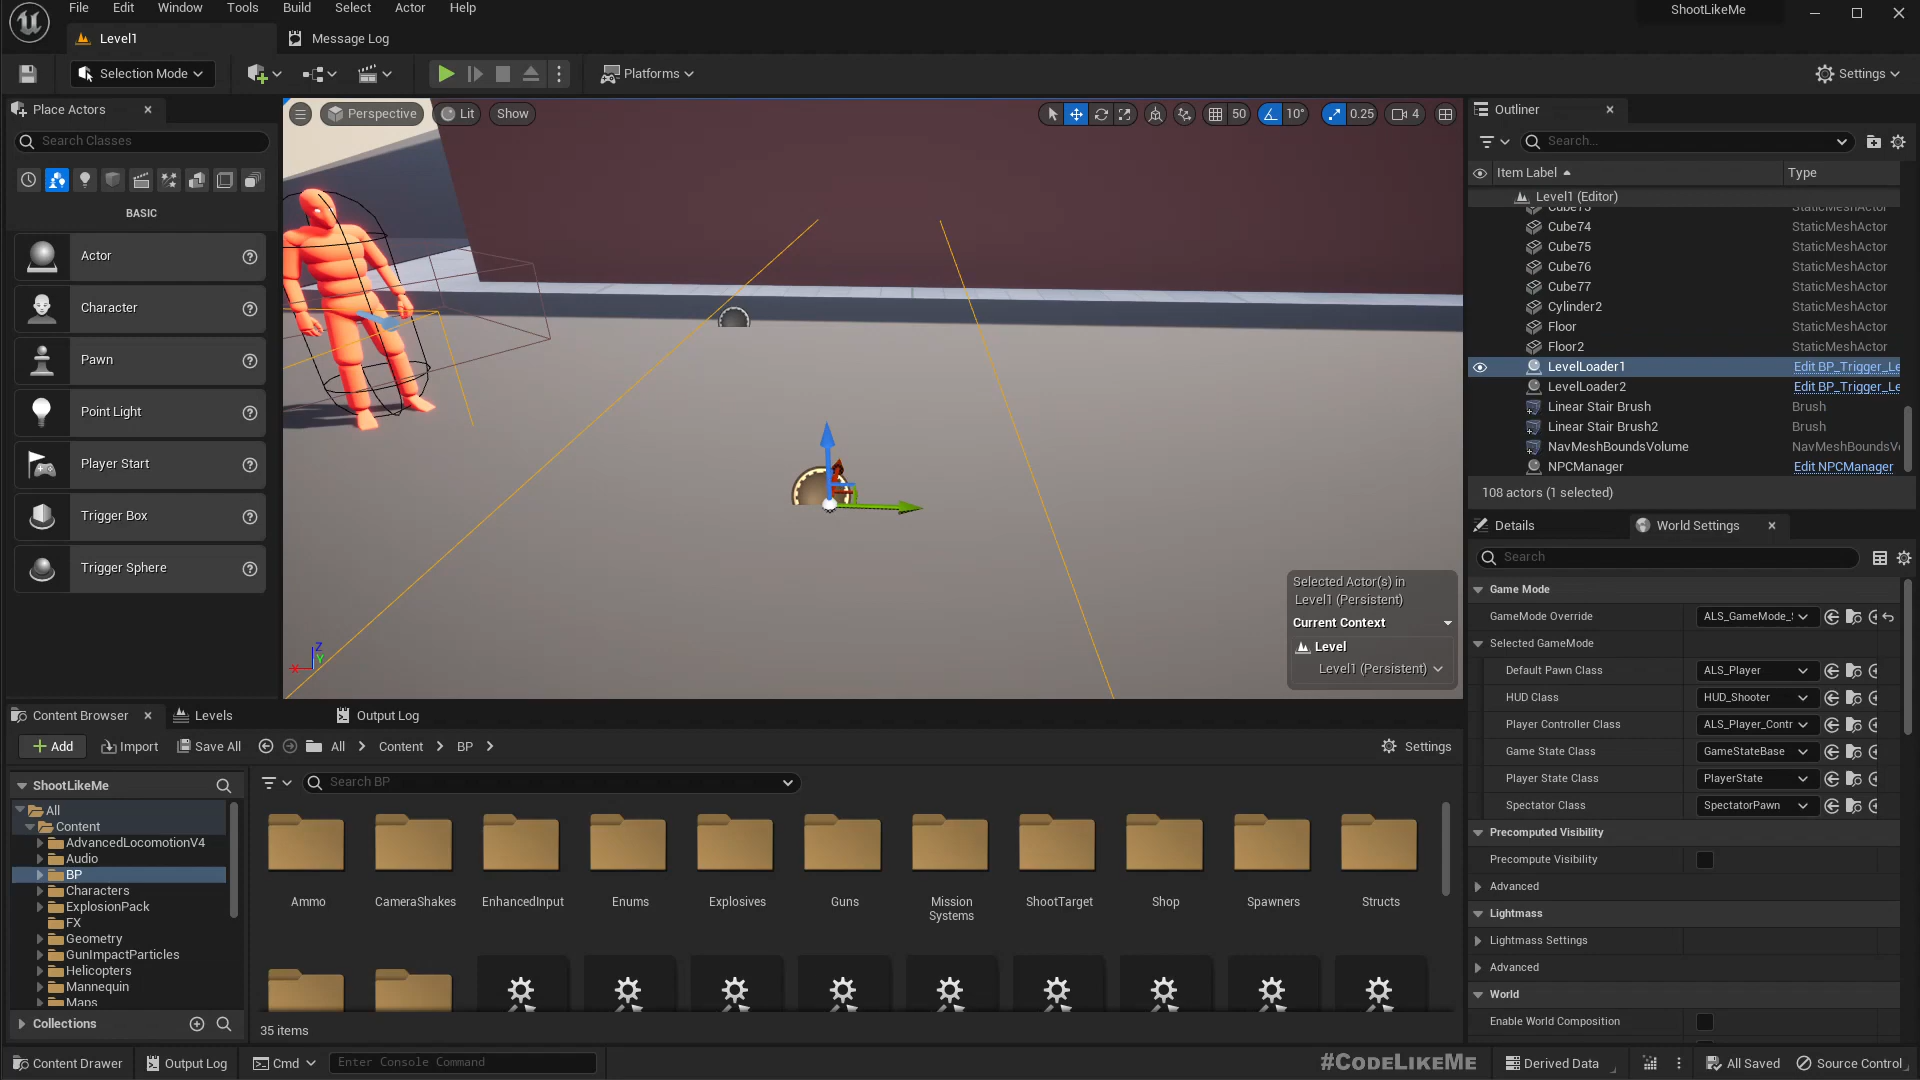 File Edit Window Tools Build Select Actor Help
ShootLikeMe
Level1
Message Log
Selection Mode
Platforms
Settings
Place Actors
Search Classes
BASIC
Actor
Character
Pawn
Point Light
Player Start
Trigger Box
Trigger Sphere
Perspective
Lit
Show
50
10°
0.25
4
Z
Y
X
Selected Actor(s) in
Level1 (Persistent)
Current Context
Level
Level1 (Persistent)
Outliner
Search...
Item Label
Type
Level1 (Editor)
Cube73 StaticMeshActor
Cube74 StaticMeshActor
Cube75 StaticMeshActor
Cube76 StaticMeshActor
Cube77 StaticMeshActor
Cylinder2 StaticMeshActor
Floor StaticMeshActor
Floor2 StaticMeshActor
LevelLoader1 Edit BP_Trigger_Le
LevelLoader2 Edit BP_Trigger_Le
Linear Stair Brush Brush
Linear Stair Brush2 Brush
NavMeshBoundsVolume NavMeshBoundsV
NPCManager Edit NPCManager
108 actors (1 selected)
Details
World Settings
Search
Game Mode
GameMode Override ALS_GameMode_
Selected GameMode
Default Pawn Class ALS_Player
HUD Class HUD_Shooter
Player Controller Class ALS_Player_Contr
Game State Class GameStateBase
Player State Class PlayerState
Spectator Class SpectatorPawn
Precomputed Visibility
Precompute Visibility
Advanced
Lightmass
Lightmass Settings
Advanced
World
Enable World Composition
Content Browser
Levels
Output Log
Add
Import
Save All
All
Content
BP
Settings
ShootLikeMe
Search BP
All
Content
AdvancedLocomotionV4
Audio
BP
Characters
ExplosionPack
FX
Geometry
GunImpactParticles
Helicopters
Mannequin
Maps
Collections
Ammo
CameraShakes
EnhancedInput
Enums
Explosives
Guns
Mission
Systems
ShootTarget
Shop
Spawners
Structs
35 items
Content Drawer
Output Log
Cmd
Enter Console Command
#CODELIKEME
Derived Data
All Saved
Source Control